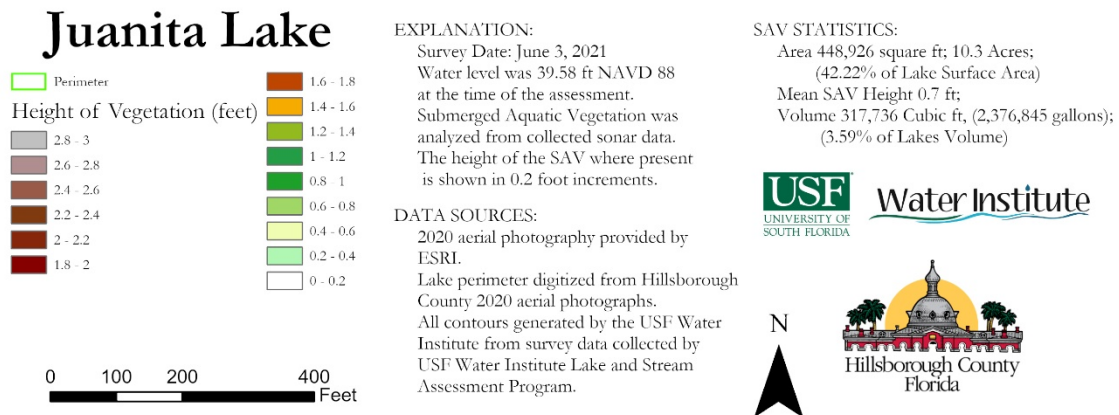 Juanita Lake
Perimeter
Height of Vegetation (feet)
2.8 - 3
2.6 - 2.8
2.4 - 2.6
2.2 - 2.4
2 - 2.2
1.8 - 2
1.6 - 1.8
1.4 - 1.6
1.2 - 1.4
1 - 1.2
0.8 - 1
0.6 - 0.8
0.4 - 0.6
0.2 - 0.4
0 - 0.2
0 100 200 400
Feet
EXPLANATION:
Survey Date: June 3, 2021
Water level was 39.58 ft NAVD 88
at the time of the assessment.
Submerged Aquatic Vegetation was
analyzed from collected sonar data.
The height of the SAV where present
is shown in 0.2 foot increments.
DATA SOURCES:
2020 aerial photography provided by
ESRI.
Lake perimeter digitized from Hillsborough
County 2020 aerial photographs.
All contours generated by the USF Water
Institute from survey data collected by
USF Water Institute Lake and Stream
Assessment Program.
SAV STATISTICS:
Area 448,926 square ft; 10.3 Acres;
(42.22% of Lake Surface Area)
Mean SAV Height 0.7 ft;
Volume 317,736 Cubic ft, (2,376,845 gallons);
(3.59% of Lakes Volume)
USF
UNIVERSITY OF
SOUTH FLORIDA
Water Institute
N
Hillsborough County
Florida